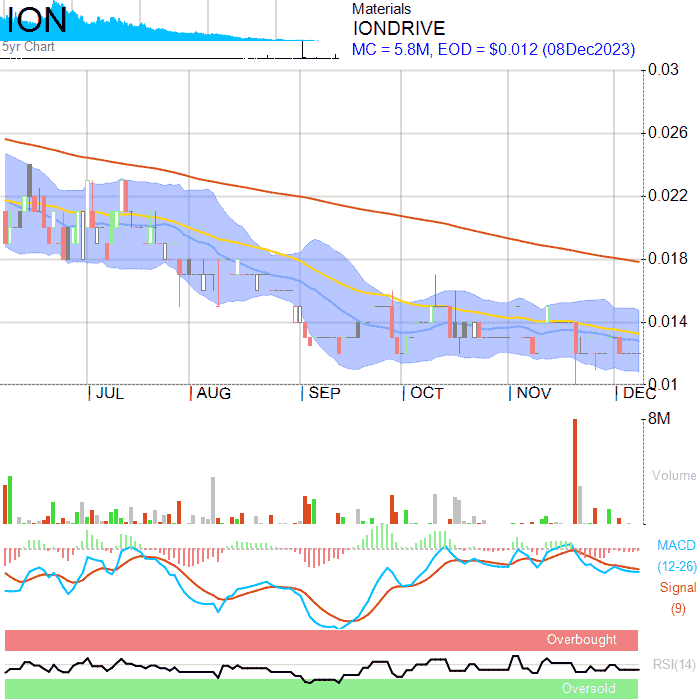 ION
5yr Chart
Materials
IONDRIVE
MC = 5.8M, EOD = $0.012 (08Dec2023)
0.03
0.026
0.022
0.018
0.014
0.01
JUL AUG SEP OCT NOV DEC
8M
Volume
MACD
(12-26)
Signal
(9)
Overbought
RSI(14)
Oversold